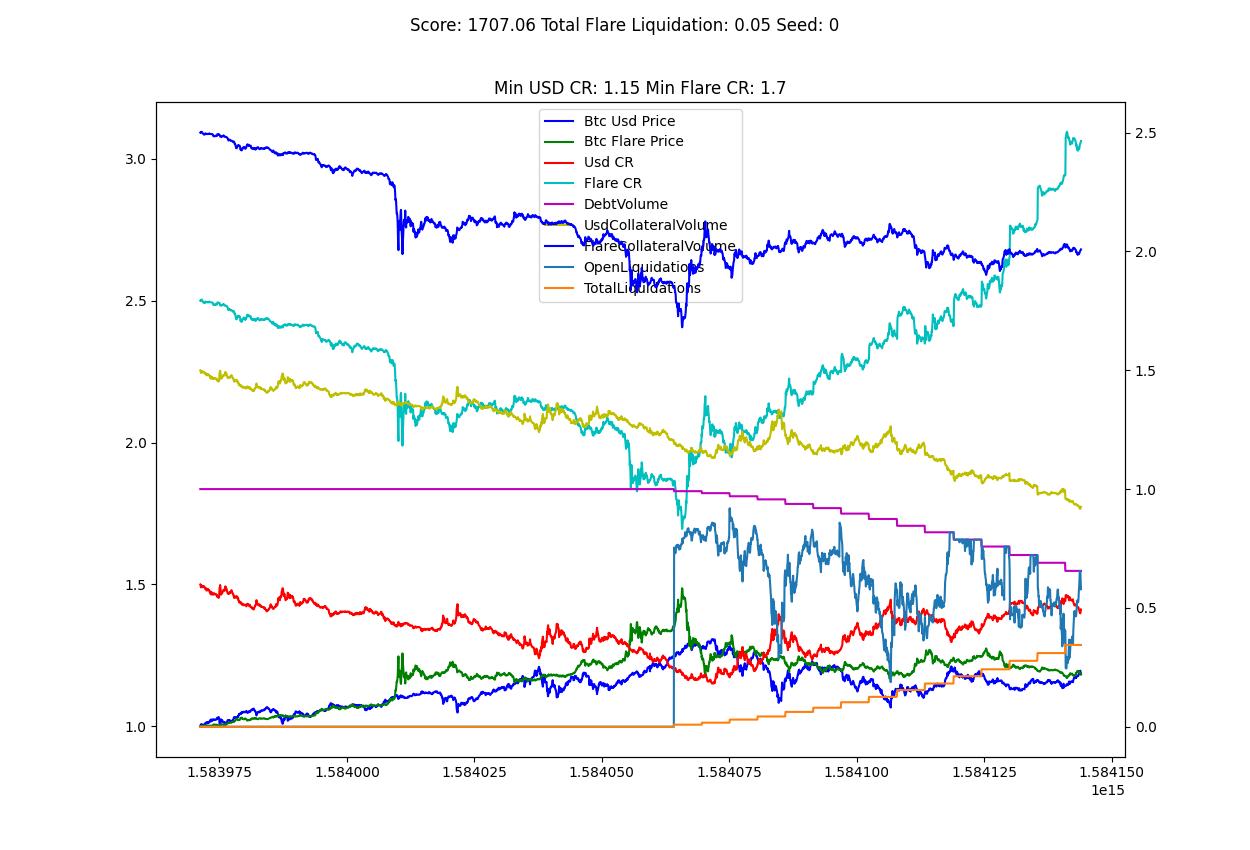 Score: 1707.06 Total Flare Liquidation: 0.05 Seed: 0
Min USD CR: 1.15 Min Flare CR: 1.7
Btc Usd Price
Btc Flare Price
Usd CR
Flare CR
DebtVolume
UsdCollateralVolume
FlareCollateralVolume
OpenLiquidations
TotalLiquidations
3.0
2.5
2.0
1.5
1.0
2.5
2.0
1.5
1.0
0.5
0.0
1.583975 1.584000 1.584025 1.584050 1.584075 1.584100 1.584125 1.584150
1e15